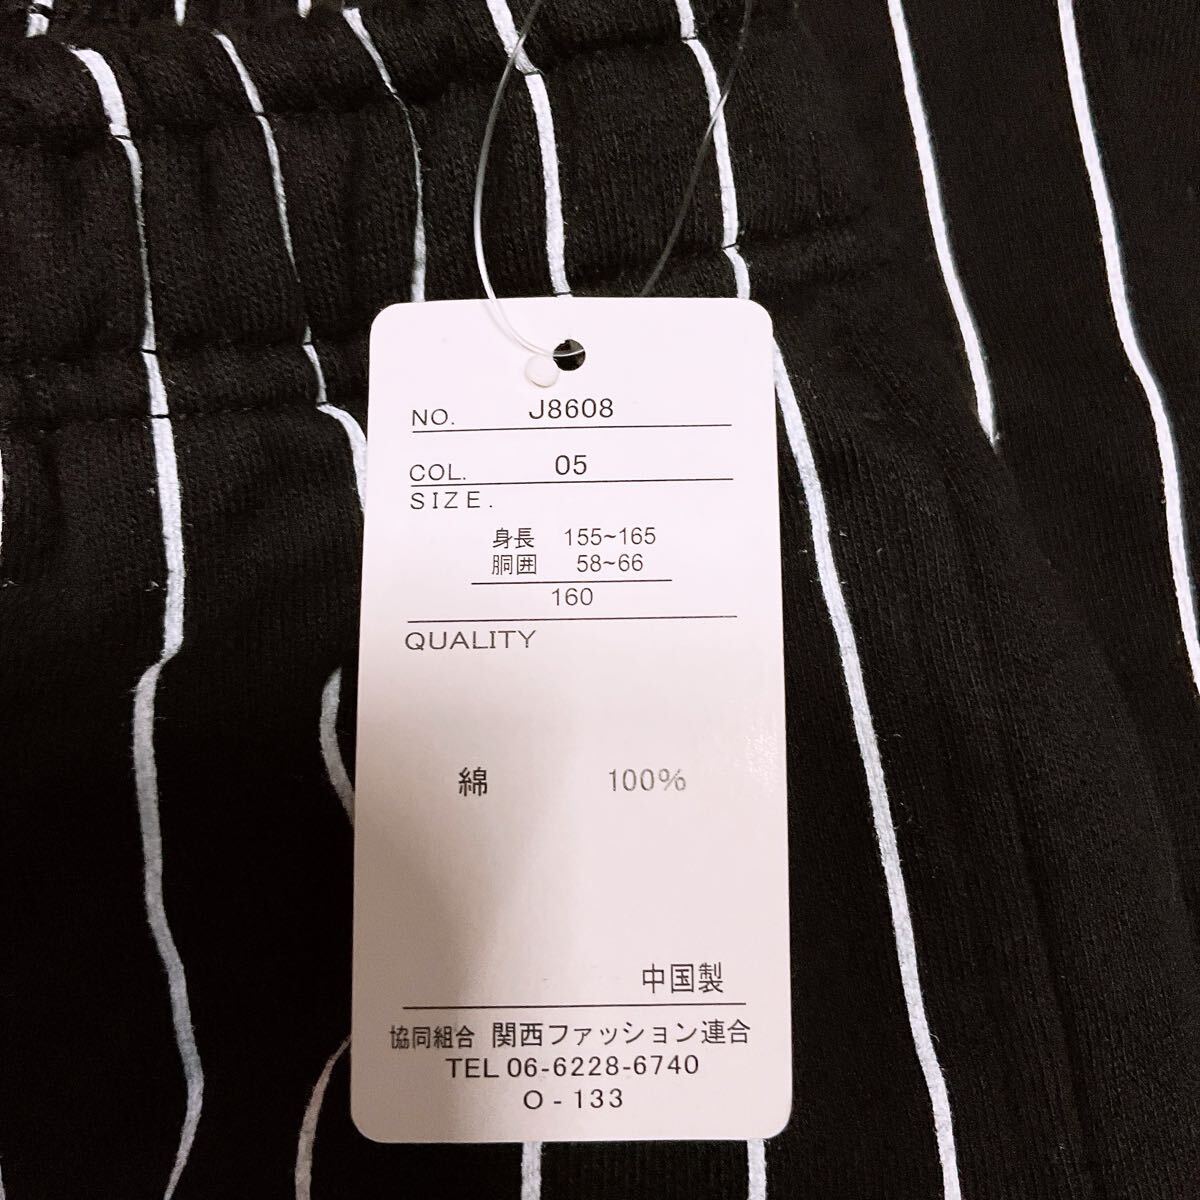 NO. J8608
COL. 05
SIZE.
身長 155~165
胴囲 58~66
160
QUALITY
綿 100%
中国製
協同組合 関西ファッション連合
TEL 06-6228-6740
O - 133